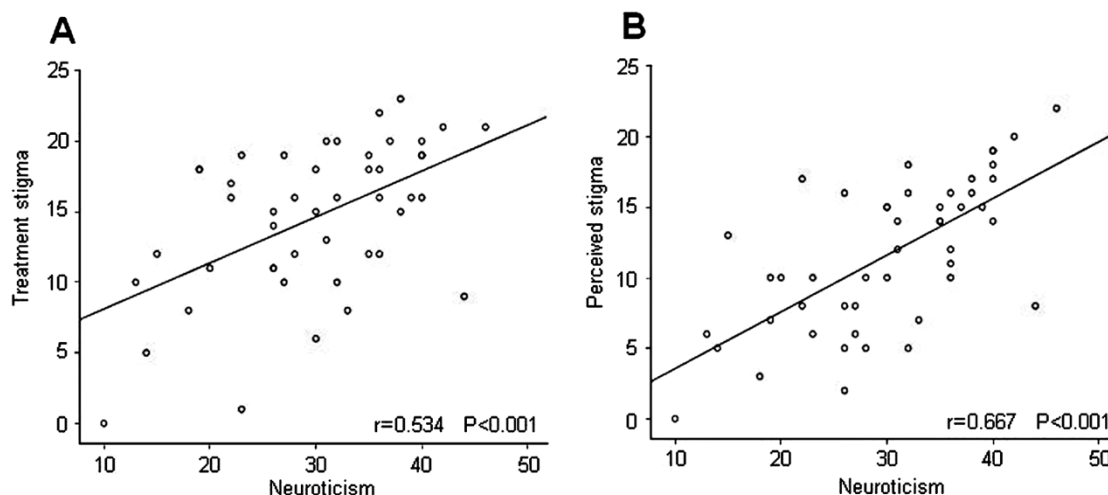 A
25
20
15
10
5
0
Treatment stigma
r=0.534 P<0.001
10 20 30 40 50
Neuroticism
B
25
20
15
10
5
0
Perceived stigma
r=0.667 P<0.001
10 20 30 40 50
Neuroticism